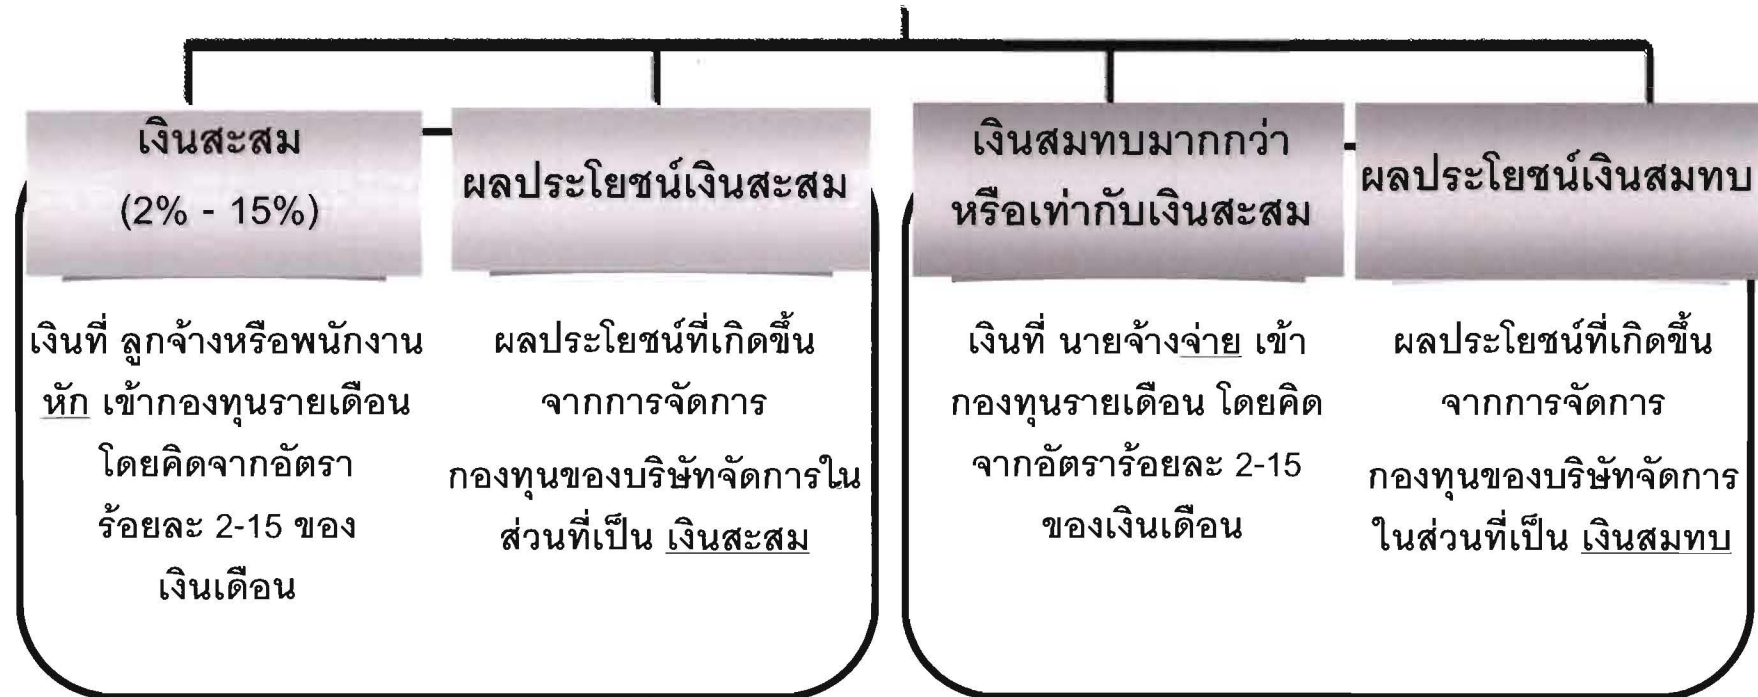 เงินสะสม
(2% - 15%)
ผลประโยชน์เงินสะสม
เงินสมทบมากกว่า
หรือเท่ากับเงินสะสม
ผลประโยชน์เงินสมทบ
เงินที่ ลูกจ้างหรือพนักงาน
หัก เข้ากองทุนรายเดือน
โดยคิดจากอัตรา
ร้อยละ 2-15 ของ
เงินเดือน
ผลประโยชน์ที่เกิดขึ้น
จากการจัดการ
กองทุนของบริษัทจัดการใน
ส่วนที่เป็น เงินสะสม
เงินที่ นายจ้างจ่าย เข้า
กองทุนรายเดือน โดยคิด
จากอัตราร้อยละ 2-15
ของเงินเดือน
ผลประโยชน์ที่เกิดขึ้น
จากการจัดการ
กองทุนของบริษัทจัดการ
ในส่วนที่เป็น เงินสมทบ